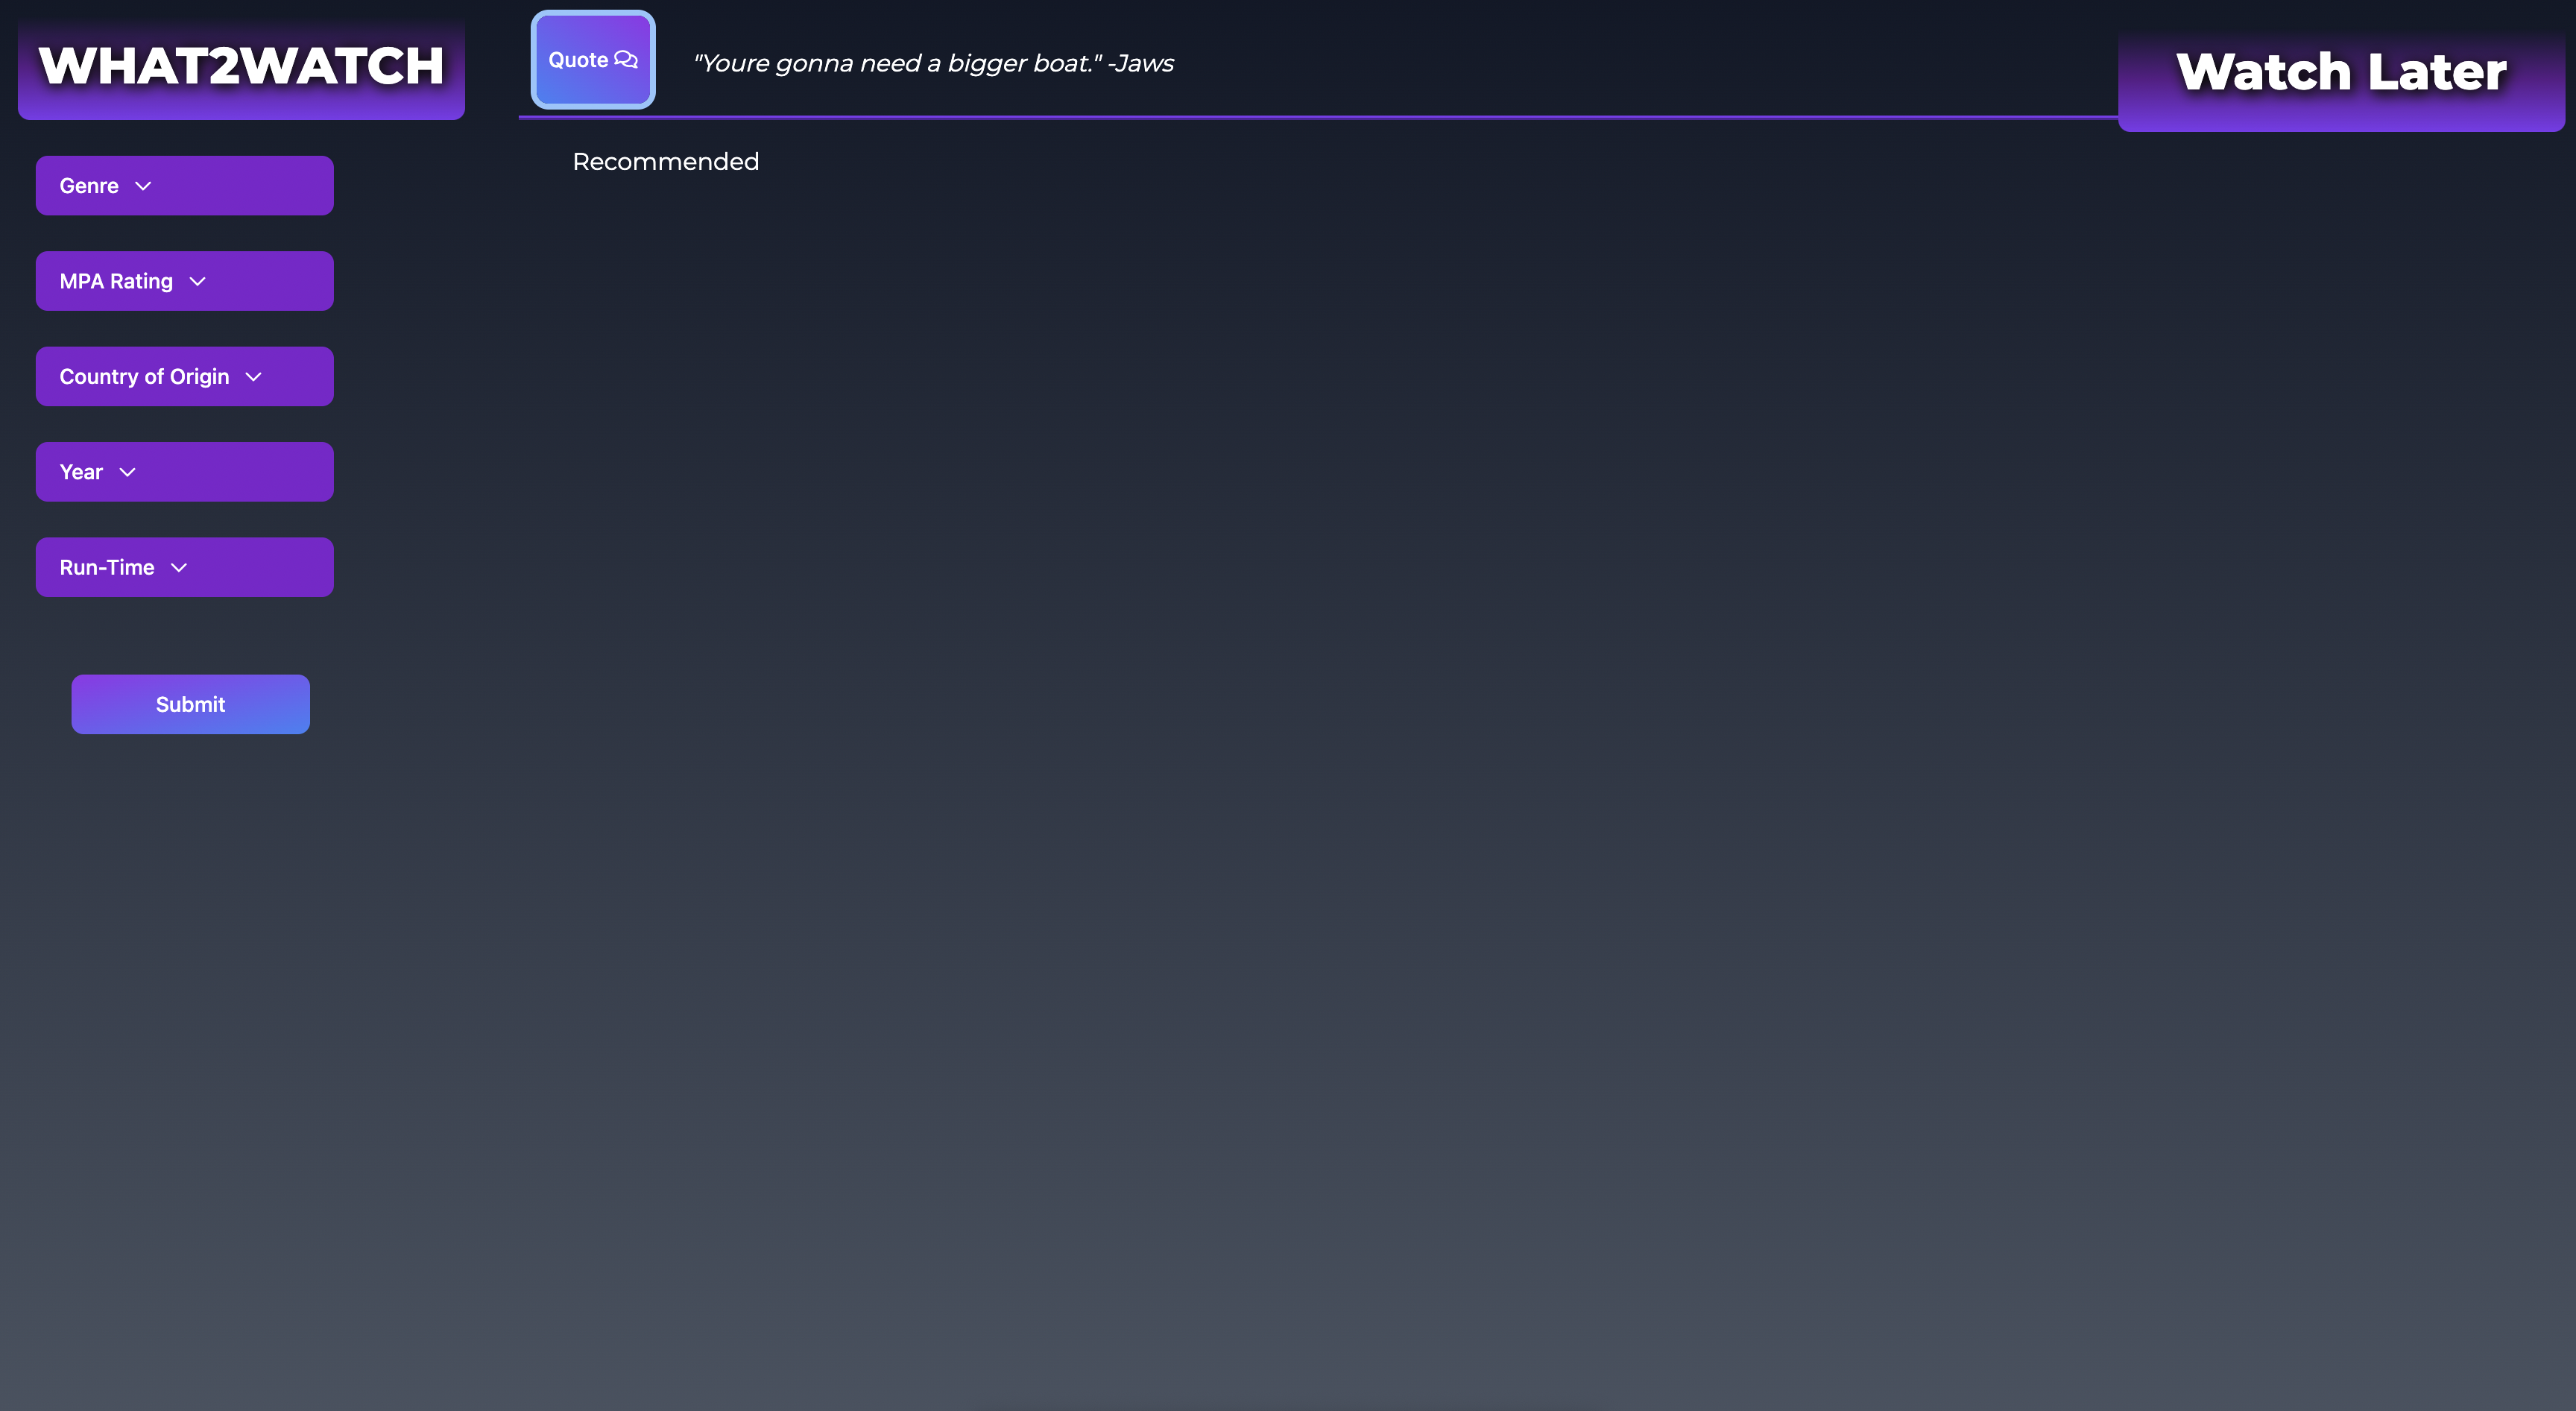 WHAT2WATCH
Quote
"Youre gonna need a bigger boat." -Jaws
Watch Later
Recommended
Genre
MPA Rating
Country of Origin
Year
Run-Time
Submit